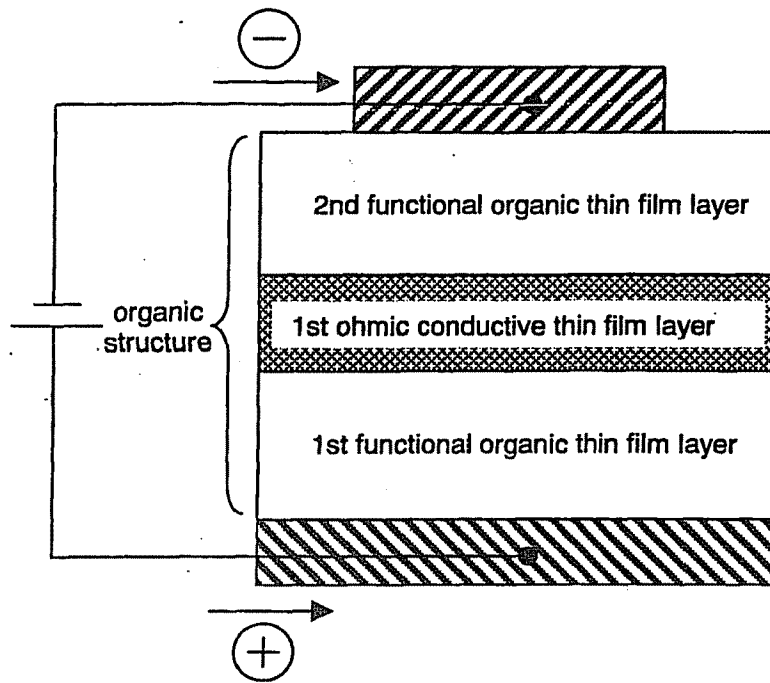 −
2nd functional organic thin film layer
organic
structure
1st ohmic conductive thin film layer
1st functional organic thin film layer
+